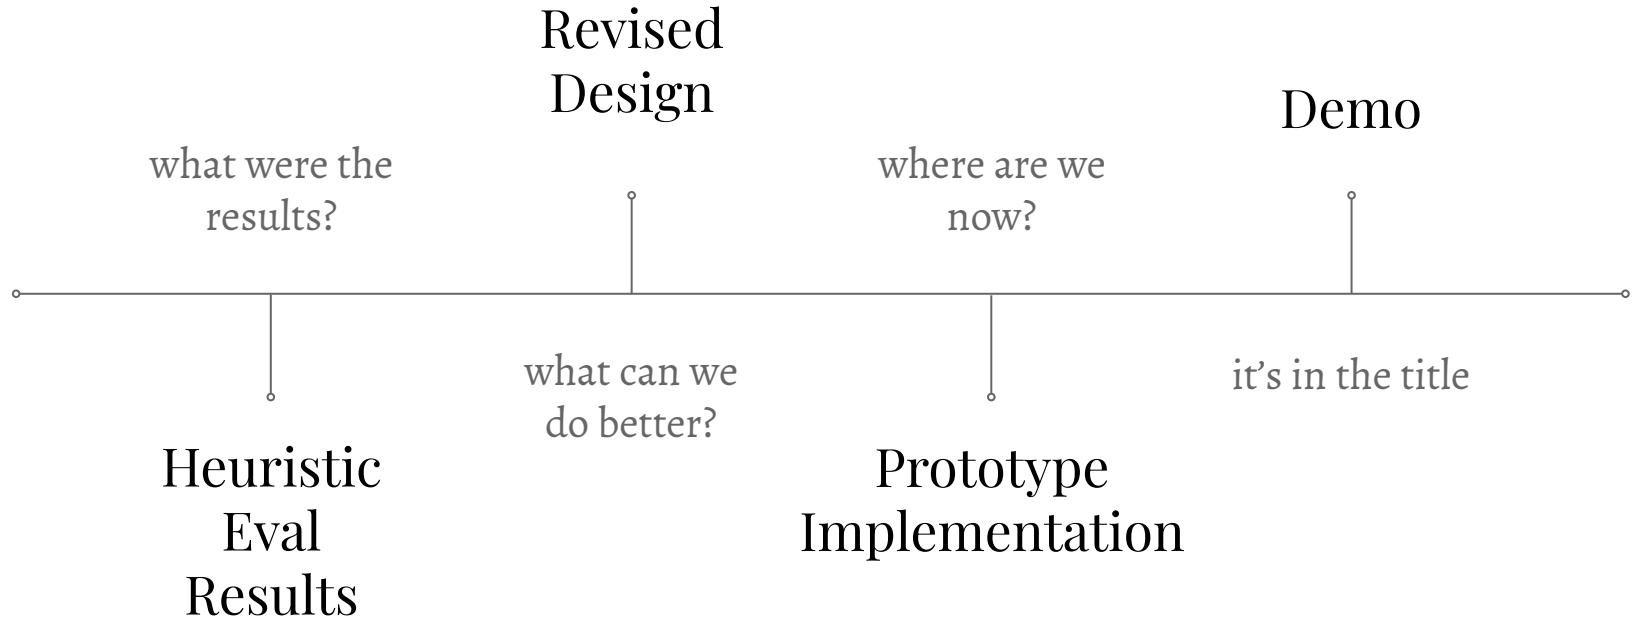 what were the
results?
Heuristic
Eval
Results
Revised
Design
what can we
do better?
where are we
now?
Prototype
Implementation
Demo
it’s in the title